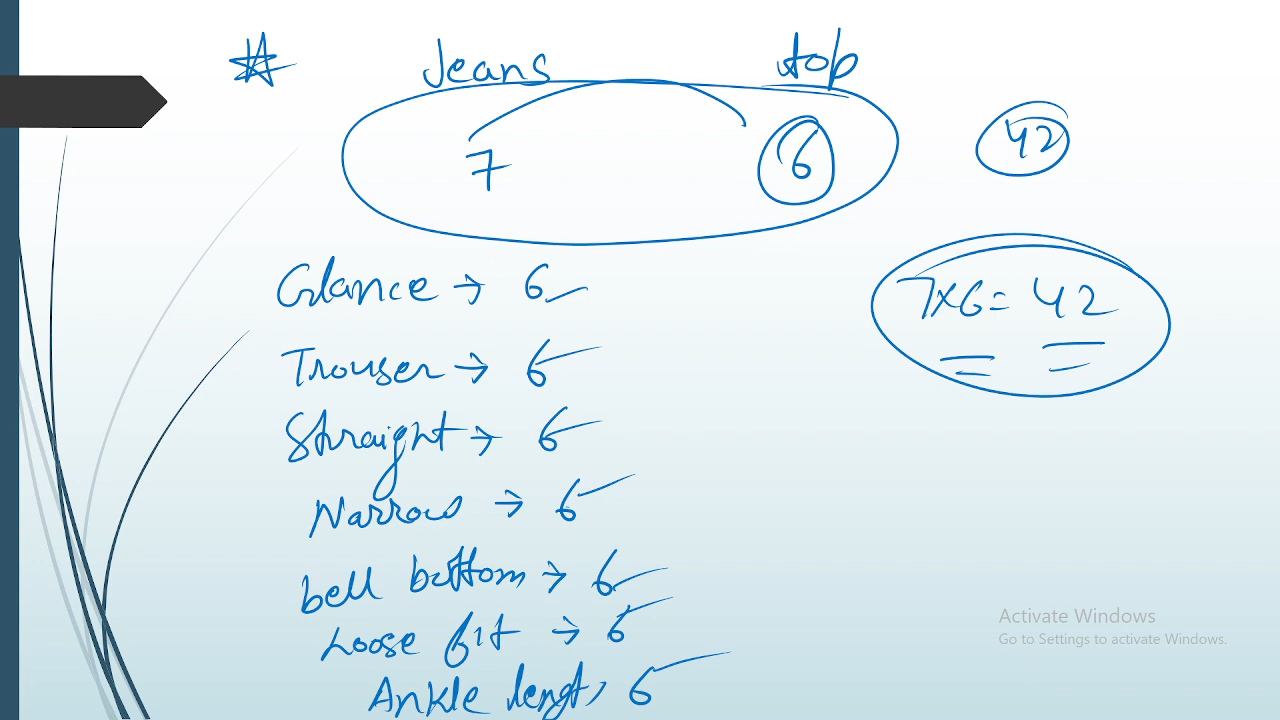 Jeans top
7 6 42
Glance → 6
7x6 = 42
Trouser → 6
Straight → 6
Narrow → 6
bell bottom → 6
Loose fit → 6
Ankle lengt, 6
Activate Windows
Go to Settings to activate Windows.